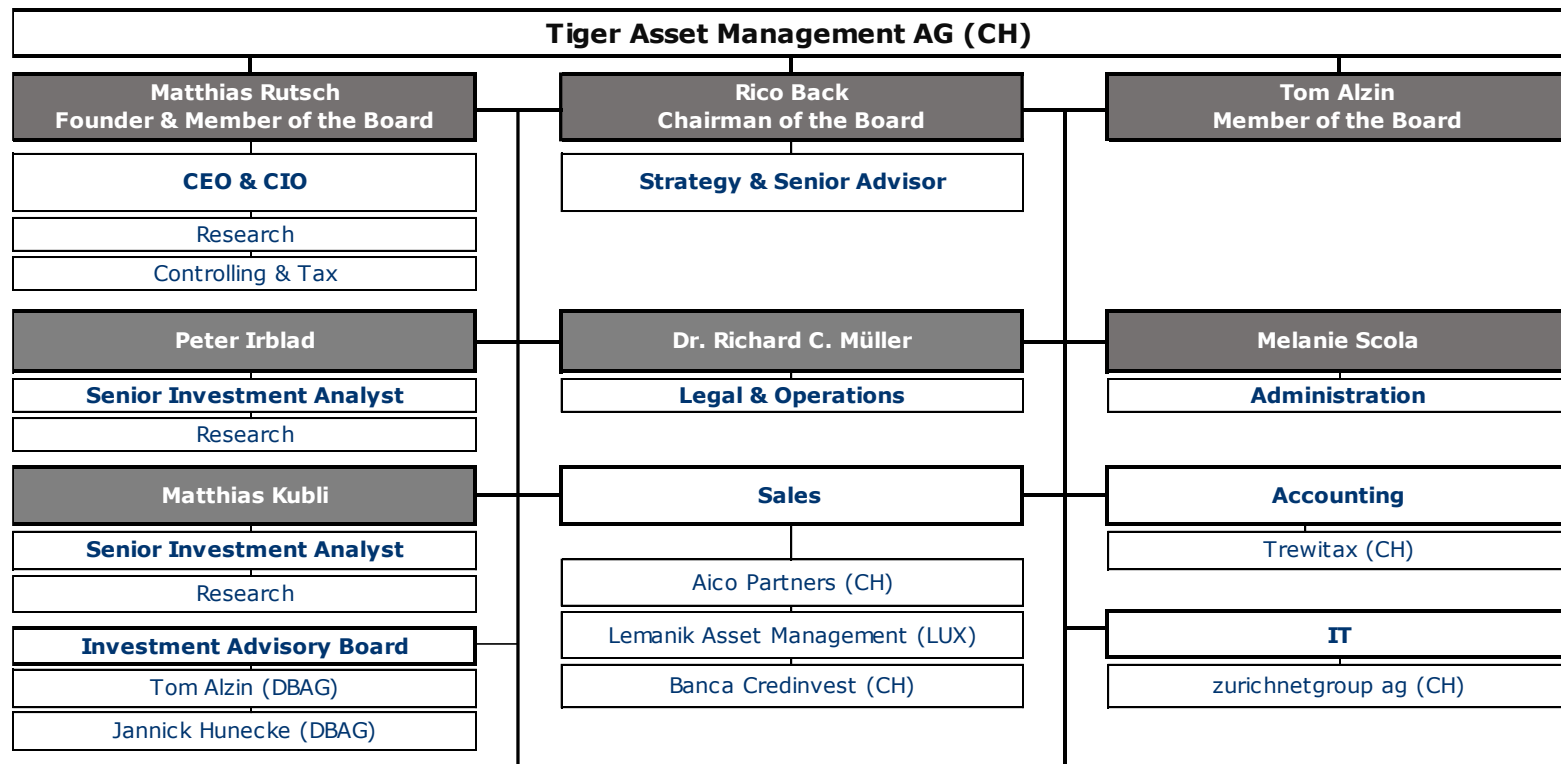 Tiger Asset Management AG (CH)
Matthias Rutsch
Founder & Member of the Board
CEO & CIO
Research
Controlling & Tax
Rico Back
Chairman of the Board
Strategy & Senior Advisor
Tom Alzin
Member of the Board
Peter Irblad
Senior Investment Analyst
Research
Dr. Richard C. Müller
Legal & Operations
Melanie Scola
Administration
Matthias Kubli
Senior Investment Analyst
Research
Sales
Aico Partners (CH)
Lemanik Asset Management (LUX)
Banca Credinvest (CH)
Accounting
Trewitax (CH)
Investment Advisory Board
Tom Alzin (DBAG)
Jannick Hunecke (DBAG)
IT
zurichnetgroup ag (CH)